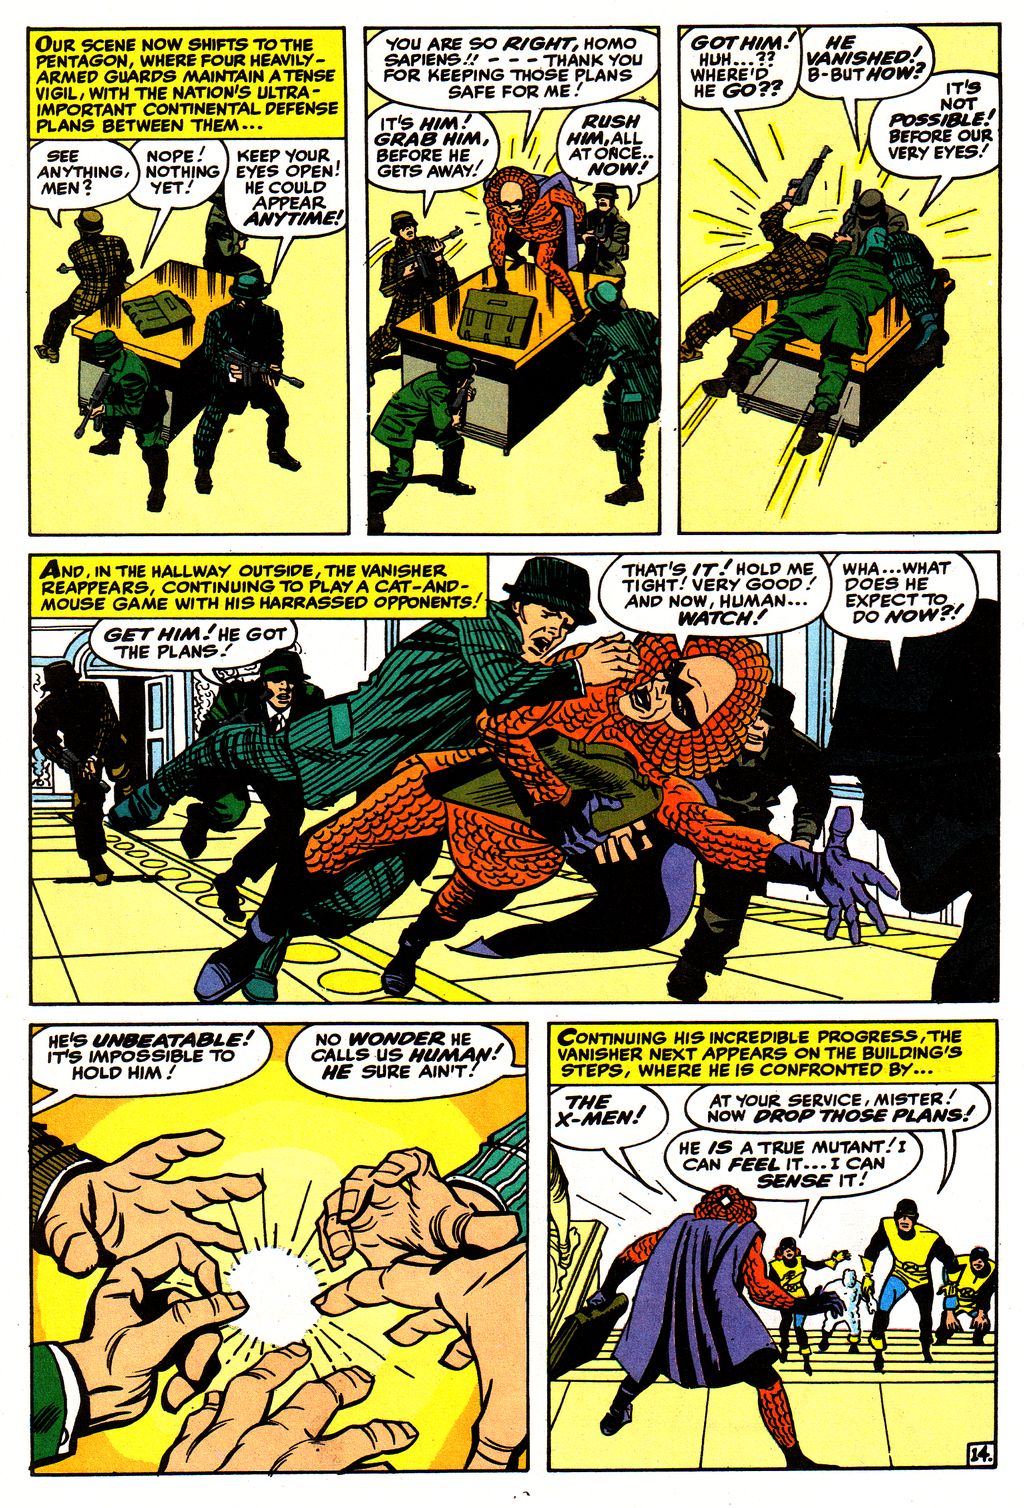 OUR SCENE NOW SHIFTS TO THE
PENTAGON, WHERE FOUR HEAVILY-
ARMED GUARDS MAINTAIN A TENSE
VIGIL, WITH THE NATION'S ULTRA-
IMPORTANT CONTINENTAL DEFENSE
PLANS BETWEEN THEM...
SEE
ANYTHING,
MEN?
NOPE!
NOTHING
YET!
KEEP YOUR
EYES OPEN!
HE COULD
APPEAR
ANYTIME!
YOU ARE SO RIGHT, HOMO
SAPIENS!! - - - THANK YOU
FOR KEEPING THOSE PLANS
SAFE FOR ME!
IT'S HIM!
GRAB HIM,
BEFORE HE
GETS AWAY!
RUSH
HIM, ALL
AT ONCE..
NOW!
GOT HIM!
HUH...??
WHERE'D
HE GO??
HE
VANISHED!
B-BUT HOW?
IT'S
NOT
POSSIBLE!
BEFORE OUR
VERY EYES!
AND, IN THE HALLWAY OUTSIDE, THE VANISHER
REAPPEARS, CONTINUING TO PLAY A CAT-AND-
MOUSE GAME WITH HIS HARRASSED OPPONENTS!
GET HIM! HE GOT
THE PLANS!
THAT'S IT! HOLD ME
TIGHT! VERY GOOD!
AND NOW, HUMAN...
WATCH!
WHA...WHAT
DOES HE
EXPECT TO
DO NOW?!
HE'S UNBEATABLE!
IT'S IMPOSSIBLE TO
HOLD HIM!
NO WONDER HE
CALLS US HUMAN!
HE SURE AIN'T!
CONTINUING HIS INCREDIBLE PROGRESS, THE
VANISHER NEXT APPEARS ON THE BUILDING'S
STEPS, WHERE HE IS CONFRONTED BY...
THE
X-MEN!
AT YOUR SERVICE, MISTER!
NOW DROP THOSE PLANS!
HE IS A TRUE MUTANT! I
CAN FEEL IT...I CAN
SENSE IT!
14.